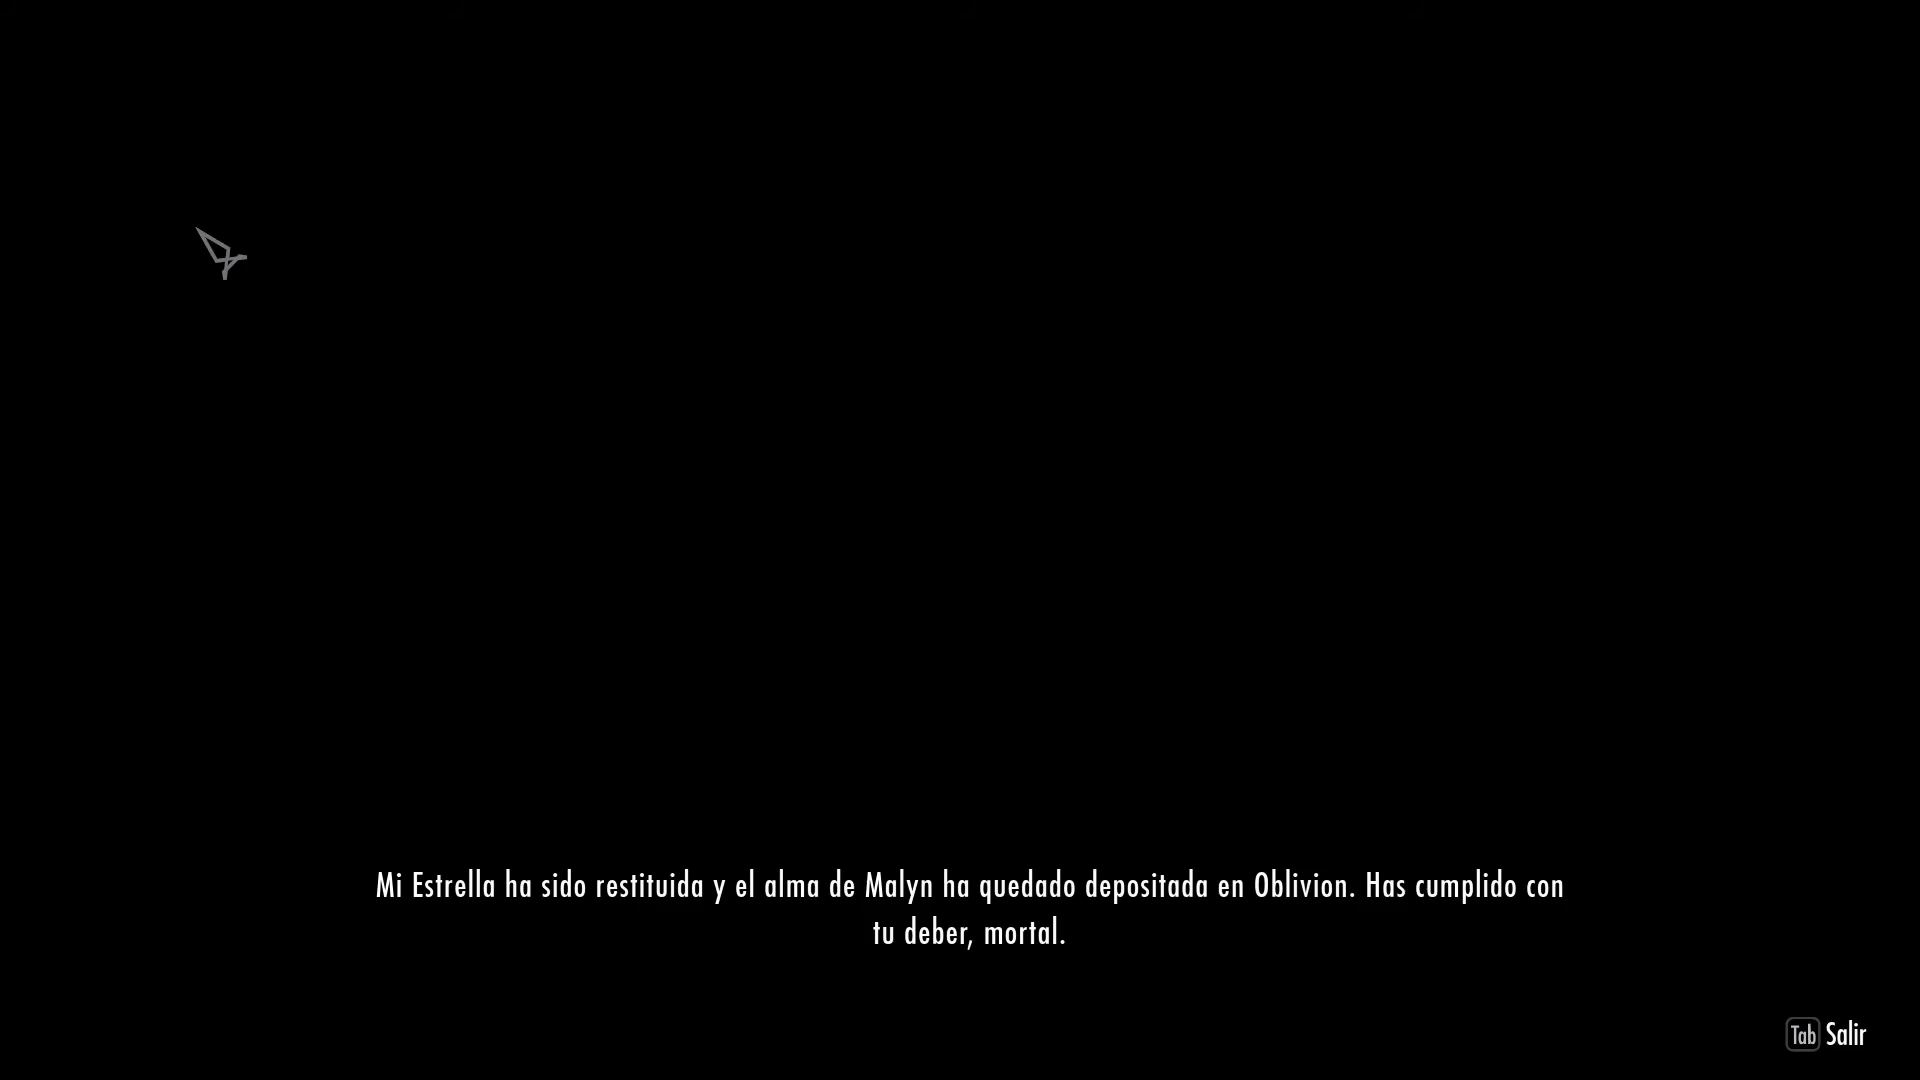 Mi Estrella ha sido restituida y el alma de Malyn ha quedado depositada en Oblivion. Has cumplido con
tu deber, mortal.
Tab Salir